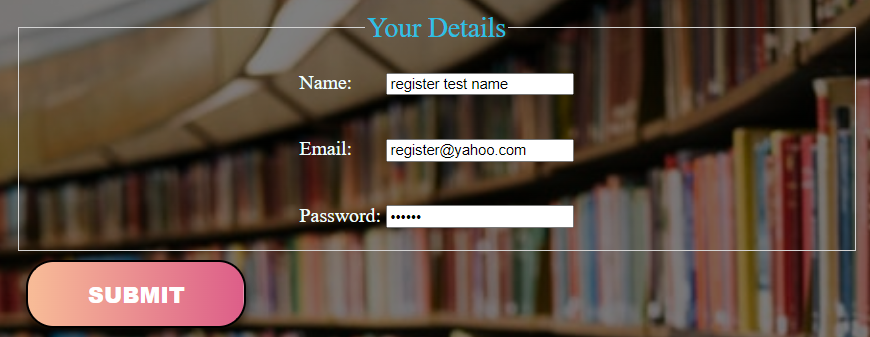 Your Details
Name: register test name
Email: register@yahoo.com
Password: ••••••
SUBMIT